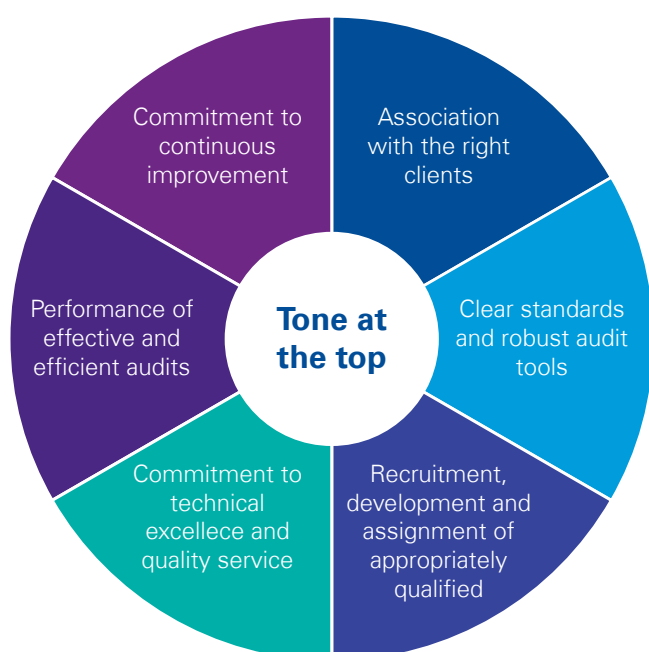 Commitment to
continuous
improvement
Association
with the right
clients
Performance of
effective and
efficient audits
Tone at
the top
Clear standards
and robust audit
tools
Commitment to
technical
excellece and
quality service
Recruitment,
development and
assignment of
appropriately
qualified